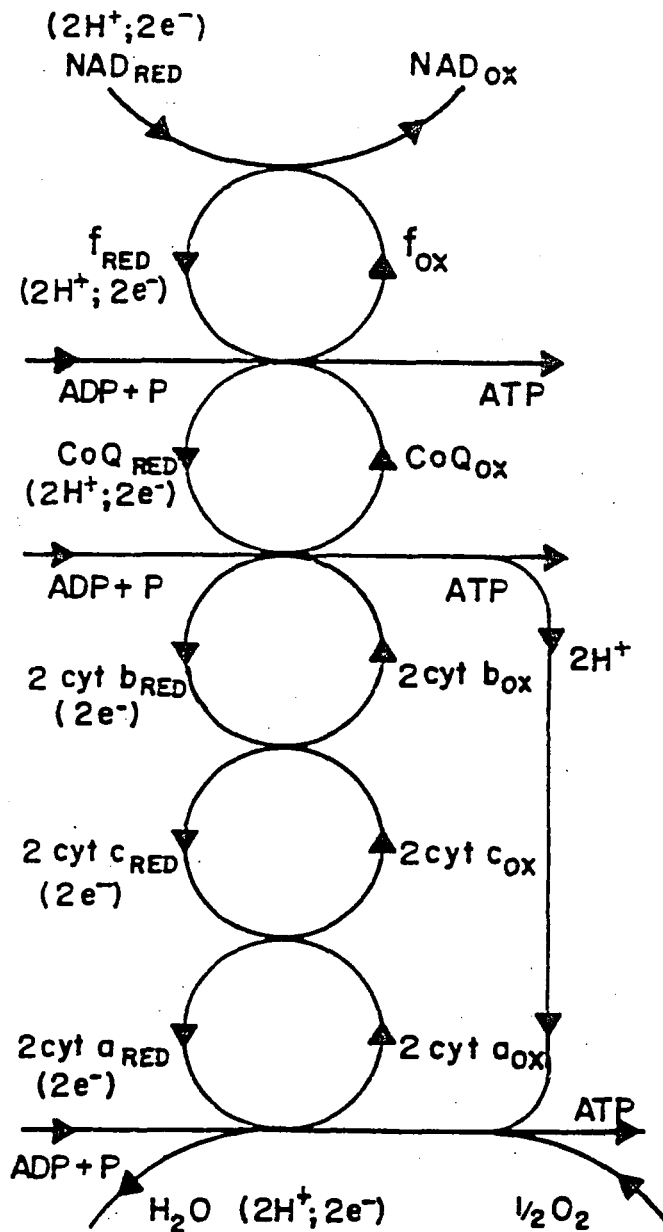 (2H⁺;2e⁻)
NAD_RED NAD_OX
f_RED f_OX
(2H⁺;2e⁻)
ADP + P ATP
CoQ_RED CoQ_OX
(2H⁺;2e⁻)
ADP + P ATP
2H⁺
2 cyt b_RED 2 cyt b_OX
(2e⁻)
2 cyt c_RED 2 cyt c_OX
(2e⁻)
2 cyt a_RED 2 cyt a_OX
(2e⁻)
ATP
ADP + P
H₂O (2H⁺;2e⁻) ½O₂